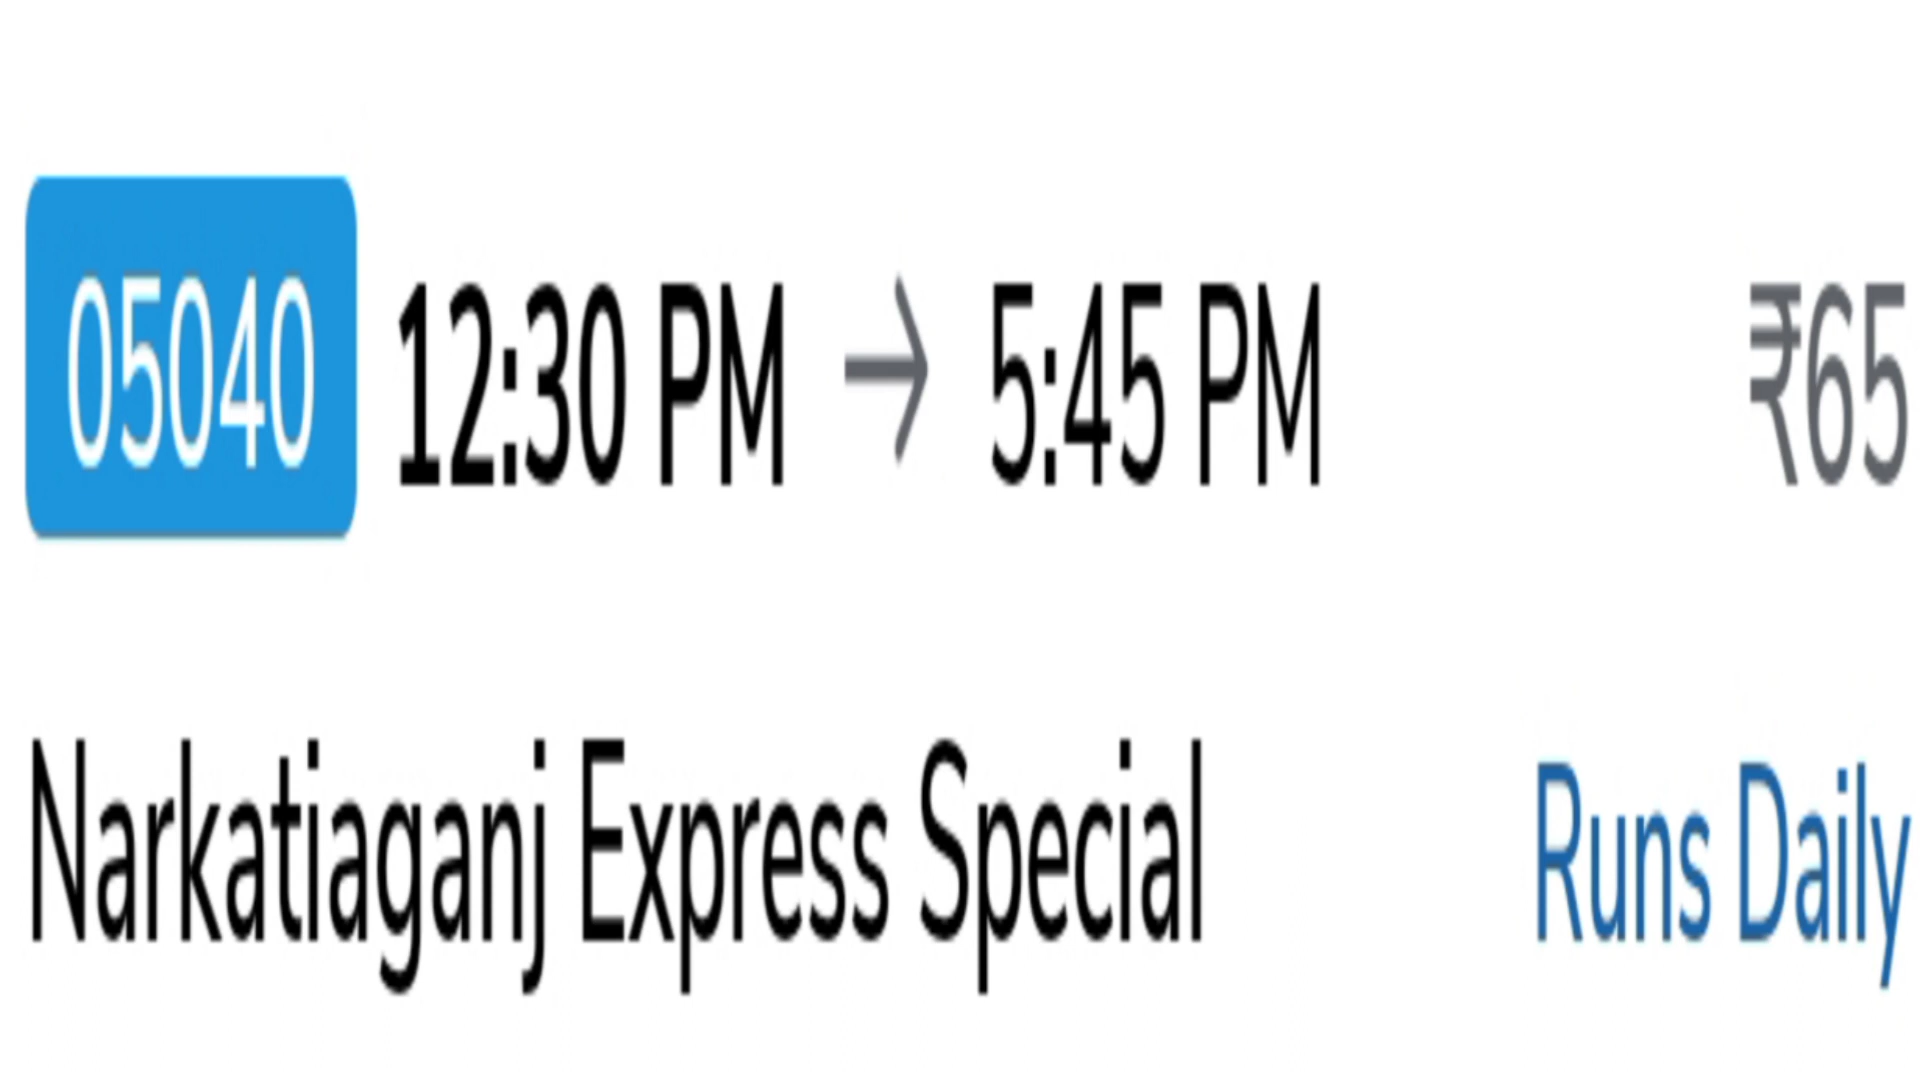 05040 12:30 PM → 5:45 PM ₹65
Narkatiaganj Express Special Runs Daily